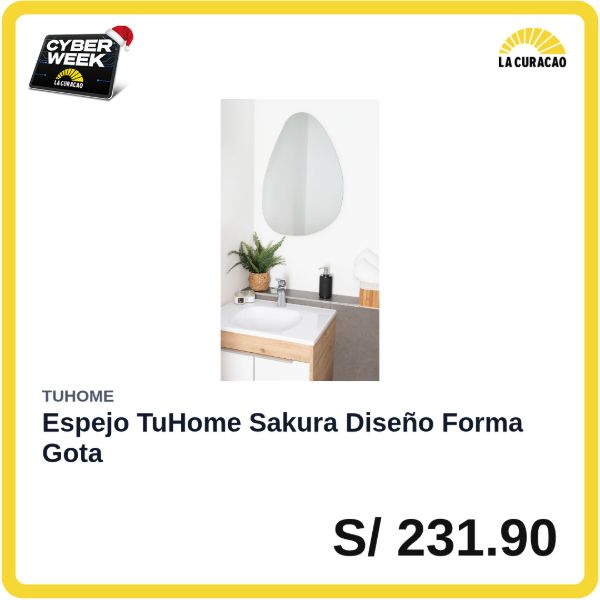 CYBER
WEEK
LA CURACAO
LA CURACAO
TUHOME
Espejo TuHome Sakura Diseño Forma
Gota
S/ 231.90